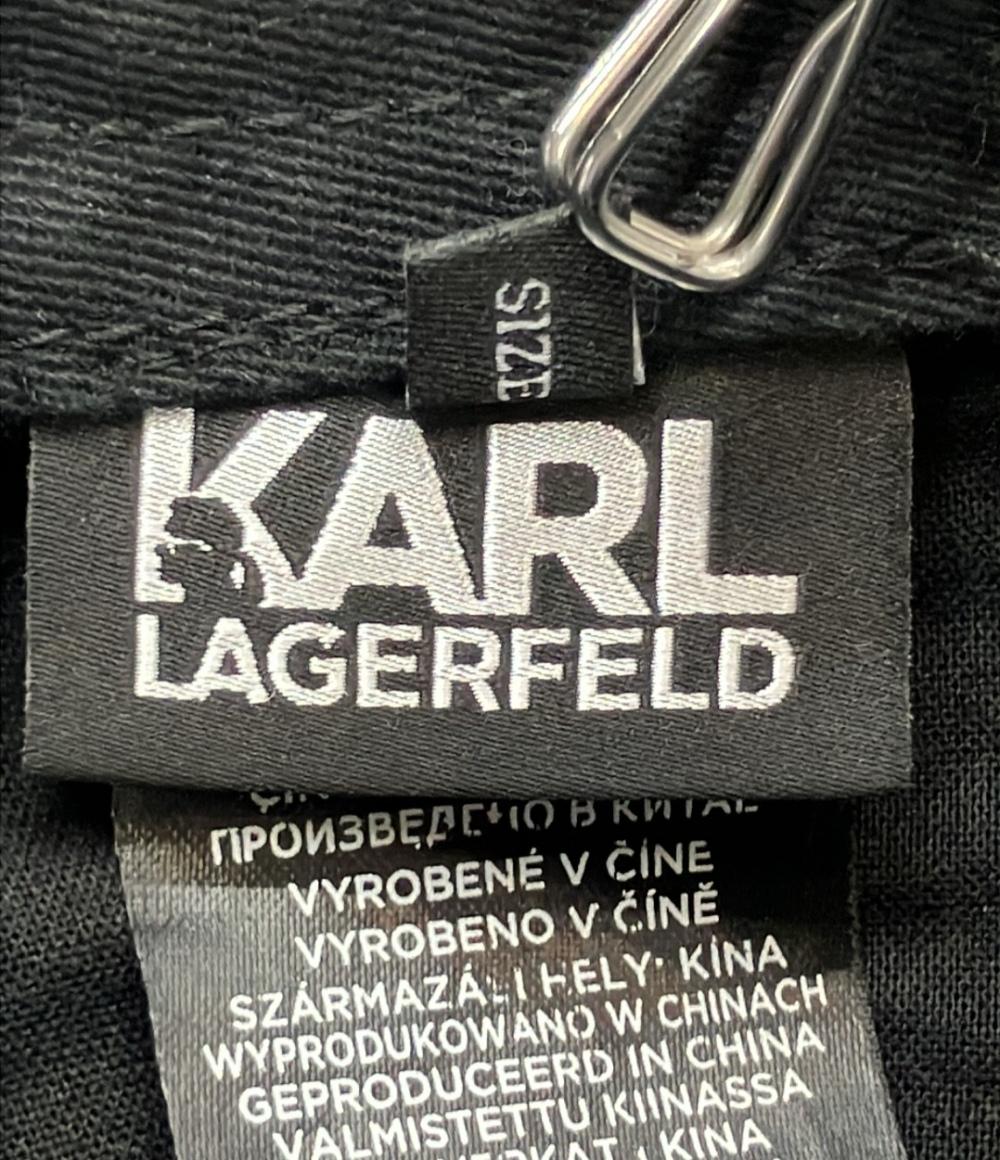 SIZE
KARL
LAGERFELD
ПРОИЗВЕДЕНО В КИТАЕ
VYROBENÉ V ČÍNE
VYROBENO V ČÍNĚ
SZÁRMAZÁSI HELY: KÍNA
WYPRODUKOWANO W CHINACH
GEPRODUCEERD IN CHINA
VALMISTETTU KIINASSA
KINA